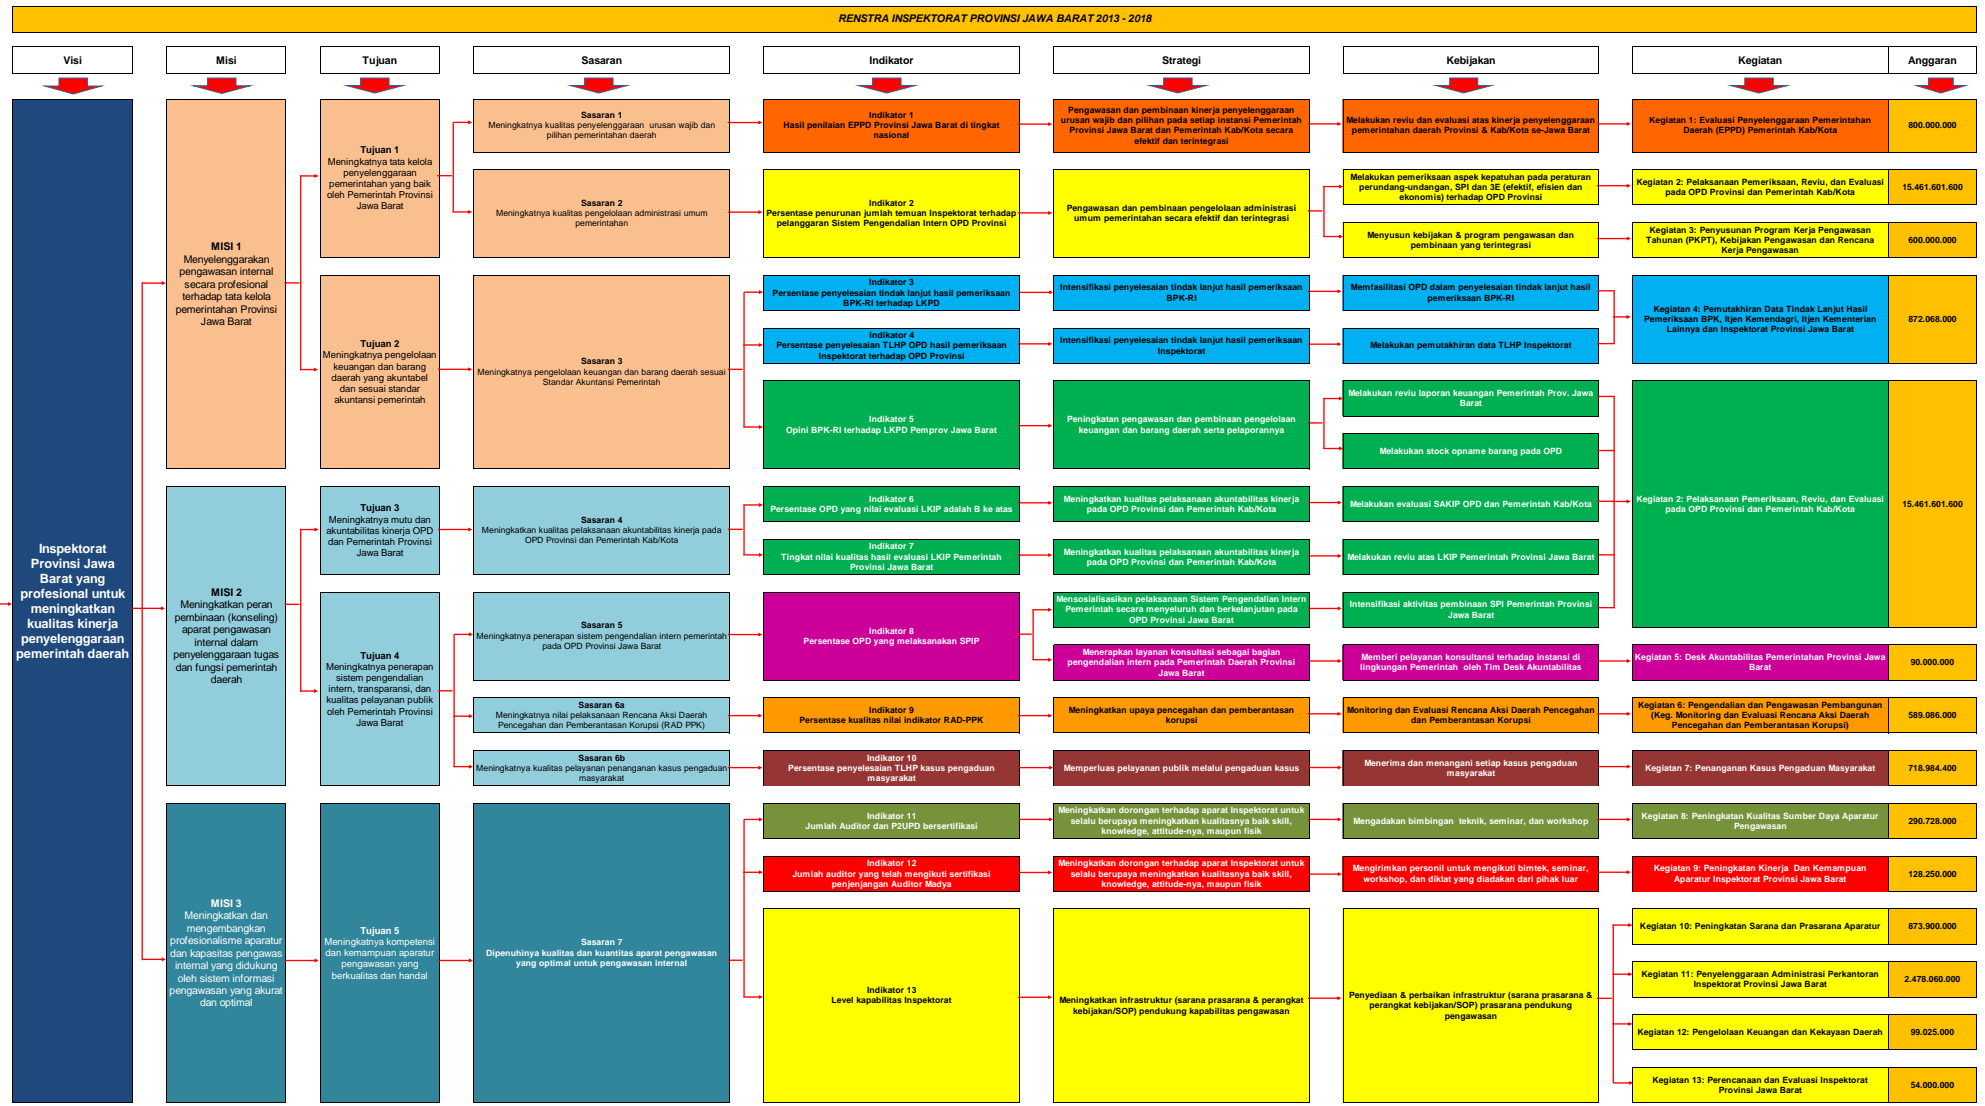 RENSTRA INSPEKTORAT PROVINSI JAWA BARAT 2013 - 2018
Visi
Misi
Tujuan
Sasaran
Indikator
Strategi
Kebijakan
Kegiatan
Anggaran
Inspektorat
Provinsi Jawa
Barat yang
profesional untuk
meningkatkan
kualitas kinerja
penyelenggaraan
pemerintah daerah
MISI 1
Menyelenggarakan
pengawasan internal
secara profesional
terhadap tata kelola
pemerintahan Provinsi
Jawa Barat
MISI 2
Meningkatkan peran
pembinaan (konseling)
aparat pengawasan
internal dalam
penyelenggaraan tugas
dan fungsi pemerintah
daerah
MISI 3
Meningkatkan dan
mengembangkan
profesionalisme aparatur
dan kapasitas pengawas
internal yang didukung
oleh sistem informasi
pengawasan yang akurat
dan optimal
Tujuan 1
Meningkatnya tata kelola
penyelenggaraan
pemerintahan yang baik
oleh Pemerintah Provinsi
Jawa Barat
Tujuan 2
Meningkatnya pengelolaan
keuangan dan barang
daerah yang akuntabel
dan sesuai standar
akuntansi pemerintah
Tujuan 3
Meningkatnya mutu dan
akuntabilitas kinerja OPD
dan Pemerintah Provinsi
Jawa Barat
Tujuan 4
Meningkatnya penerapan
sistem pengendalian
intern, transparansi, dan
kualitas pelayanan publik
oleh Pemerintah Provinsi
Jawa Barat
Tujuan 5
Meningkatnya kompetensi
dan kemampuan aparatur
pengawasan yang
berkualitas dan handal
Sasaran 1
Meningkatnya kualitas penyelenggaraan urusan wajib dan
pilihan pemerintahan daerah
Sasaran 2
Meningkatnya kualitas pengelolaan administrasi umum
pemerintahan
Sasaran 3
Meningkatnya pengelolaan keuangan dan barang daerah sesuai
Standar Akuntansi Pemerintah
Sasaran 4
Meningkatkan kualitas pelaksanaan akuntabilitas kinerja pada
OPD Provinsi dan Pemerintah Kab/Kota
Sasaran 5
Meningkatnya penerapan sistem pengendalian intern pemerintah
pada OPD Provinsi Jawa Barat
Sasaran 6a
Meningkatnya nilai pelaksanaan Rencana Aksi Daerah
Pencegahan dan Pemberantasan Korupsi (RAD PPK)
Sasaran 6b
Meningkatnya kualitas pelayanan penanganan kasus pengaduan
masyarakat
Sasaran 7
Dipenuhinya kualitas dan kuantitas aparat pengawasan
yang optimal untuk pengawasan internal
Indikator 1
Hasil penilaian EPPD Provinsi Jawa Barat di tingkat
nasional
Indikator 2
Persentase penurunan jumlah temuan Inspektorat terhadap
pelanggaran Sistem Pengendalian Intern OPD Provinsi
Indikator 3
Persentase penyelesaian tindak lanjut hasil pemeriksaan
BPK-RI terhadap LKPD
Indikator 4
Persentase penyelesaian TLHP OPD hasil pemeriksaan
Inspektorat terhadap OPD Provinsi
Indikator 5
Opini BPK-RI terhadap LKPD Pemprov Jawa Barat
Indikator 6
Persentase OPD yang nilai evaluasi LKIP adalah B ke atas
Indikator 7
Tingkat nilai kualitas hasil evaluasi LKIP Pemerintah
Provinsi Jawa Barat
Indikator 8
Persentase OPD yang melaksanakan SPIP
Indikator 9
Persentase kualitas nilai indikator RAD-PPK
Indikator 10
Persentase penyelesaian TLHP kasus pengaduan
masyarakat
Indikator 11
Jumlah Auditor dan P2UPD bersertifikasi
Indikator 12
Jumlah auditor yang telah mengikuti sertifikasi
penjenjangan Auditor Madya
Indikator 13
Level kapabilitas Inspektorat
Pengawasan dan pembinaan kinerja penyelenggaraan
urusan wajib dan pilihan pada setiap instansi Pemerintah
Provinsi Jawa Barat dan Pemerintah Kab/Kota secara
efektif dan terintegrasi
Pengawasan dan pembinaan pengelolaan administrasi
umum pemerintahan secara efektif dan terintegrasi
Intensifikasi penyelesaian tindak lanjut hasil pemeriksaan
BPK-RI
Intensifikasi penyelesaian tindak lanjut hasil pemeriksaan
Inspektorat
Peningkatan pengawasan dan pembinaan pengelolaan
keuangan dan barang daerah serta pelaporannya
Meningkatkan kualitas pelaksanaan akuntabilitas kinerja
pada OPD Provinsi dan Pemerintah Kab/Kota
Meningkatkan kualitas pelaksanaan akuntabilitas kinerja
pada OPD Provinsi dan Pemerintah Kab/Kota
Mensosialisasikan pelaksanaan Sistem Pengendalian Intern
Pemerintah secara menyeluruh dan berkelanjutan pada
OPD Provinsi Jawa Barat
Menerapkan layanan konsultasi sebagai bagian
pengendalian intern pada Pemerintah Daerah Provinsi
Jawa Barat
Meningkatkan upaya pencegahan dan pemberantasan
korupsi
Memperluas pelayanan publik melalui pengaduan kasus
Meningkatkan dorongan terhadap aparat Inspektorat untuk
selalu berupaya meningkatkan kualitasnya baik skill,
knowledge, attitude-nya, maupun fisik
Meningkatkan dorongan terhadap aparat Inspektorat untuk
selalu berupaya meningkatkan kualitasnya baik skill,
knowledge, attitude-nya, maupun fisik
Meningkatkan infrastruktur (sarana prasarana & perangkat
kebijakan/SOP) pendukung kapabilitas pengawasan
Melakukan reviu dan evaluasi atas kinerja penyelenggaraan
pemerintahan daerah Provinsi & Kab/Kota se-Jawa Barat
Melakukan pemeriksaan aspek kepatuhan pada peraturan
perundang-undangan, SPI dan 3E (efektif, efisien dan
ekonomis) terhadap OPD Provinsi
Menyusun kebijakan & program pengawasan dan
pembinaan yang terintegrasi
Memfasilitasi OPD dalam penyelesaian tindak lanjut hasil
pemeriksaan BPK-RI
Melakukan pemutakhiran data TLHP Inspektorat
Melakukan reviu laporan keuangan Pemerintah Prov. Jawa
Barat
Melakukan stock opname barang pada OPD
Melakukan evaluasi SAKIP OPD dan Pemerintah Kab/Kota
Melakukan reviu atas LKIP Pemerintah Provinsi Jawa Barat
Intensifikasi aktivitas pembinaan SPI Pemerintah Provinsi
Jawa Barat
Memberi pelayanan konsultansi terhadap instansi di
lingkungan Pemerintah oleh Tim Desk Akuntabilitas
Monitoring dan Evaluasi Rencana Aksi Daerah Pencegahan
dan Pemberantasan Korupsi
Menerima dan menangani setiap kasus pengaduan
masyarakat
Mengadakan bimbingan teknik, seminar, dan workshop
Mengirimkan personil untuk mengikuti bimtek, seminar,
workshop, dan diklat yang diadakan dari pihak luar
Penyediaan & perbaikan infrastruktur (sarana prasarana &
perangkat kebijakan/SOP) prasarana pendukung
pengawasan
Kegiatan 1: Evaluasi Penyelenggaraan Pemerintahan
Daerah (EPPD) Pemerintah Kab/Kota
800.000.000
Kegiatan 2: Pelaksanaan Pemeriksaan, Reviu, dan Evaluasi
pada OPD Provinsi dan Pemerintah Kab/Kota
15.461.601.600
Kegiatan 3: Penyusunan Program Kerja Pengawasan
Tahunan (PKPT), Kebijakan Pengawasan dan Rencana
Kerja Pengawasan
600.000.000
Kegiatan 4: Pemutakhiran Data Tindak Lanjut Hasil
Pemeriksaan BPK, Itjen Kemendagri, Itjen Kementerian
Lainnya dan Inspektorat Provinsi Jawa Barat
872.068.000
Kegiatan 2: Pelaksanaan Pemeriksaan, Reviu, dan Evaluasi
pada OPD Provinsi dan Pemerintah Kab/Kota
15.461.601.600
Kegiatan 5: Desk Akuntabilitas Pemerintahan Provinsi Jawa
Barat
90.000.000
Kegiatan 6: Pengendalian dan Pengawasan Pembangunan
(Keg. Monitoring dan Evaluasi Rencana Aksi Daerah
Pencegahan dan Pemberantasan Korupsi)
589.086.000
Kegiatan 7: Penanganan Kasus Pengaduan Masyarakat
718.984.400
Kegiatan 8: Peningkatan Kualitas Sumber Daya Aparatur
Pengawasan
290.728.000
Kegiatan 9: Peningkatan Kinerja Dan Kemampuan
Aparatur Inspektorat Provinsi Jawa Barat
128.250.000
Kegiatan 10: Peningkatan Sarana dan Prasarana Aparatur
873.900.000
Kegiatan 11: Penyelenggaraan Administrasi Perkantoran
Inspektorat Provinsi Jawa Barat
2.478.060.000
Kegiatan 12: Pengelolaan Keuangan dan Kekayaan Daerah
99.025.000
Kegiatan 13: Perencanaan dan Evaluasi Inspektorat
Provinsi Jawa Barat
54.000.000